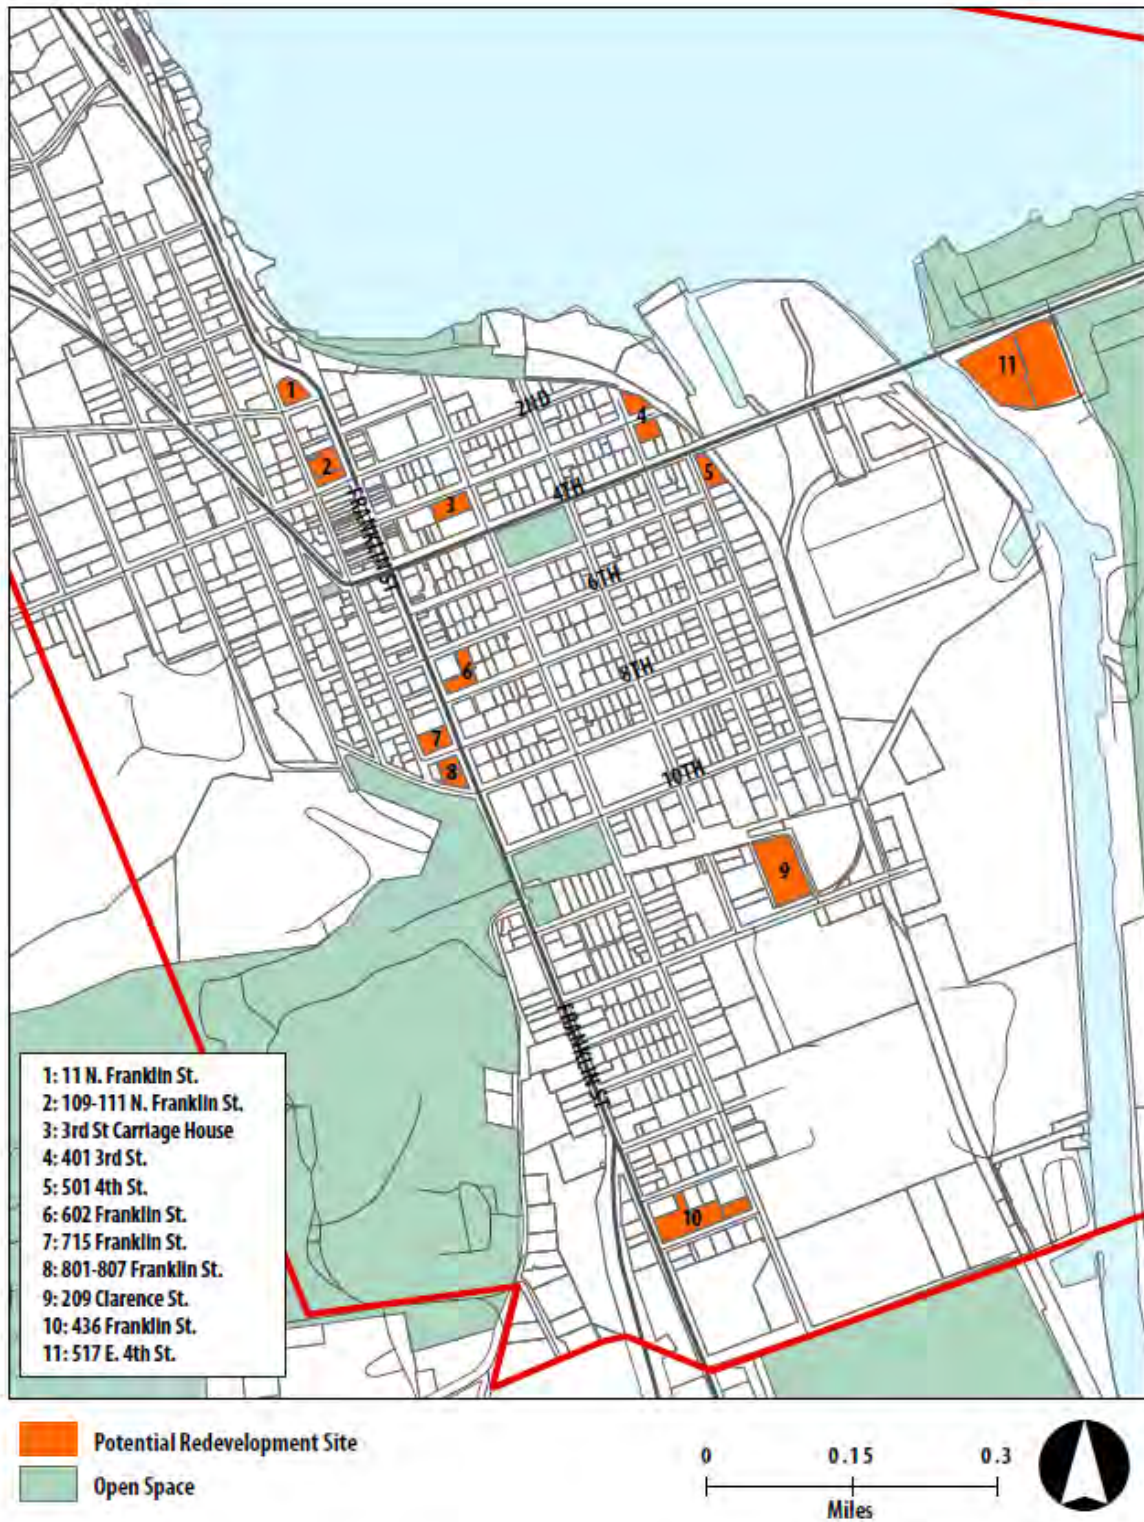 1
2
3
4
5
6
7
8
9
10
11
2ND
4TH
6TH
8TH
10TH
FRANKLIN ST
FRANKLIN ST
1: 11 N. Franklin St.
2: 109-111 N. Franklin St.
3: 3rd St Carriage House
4: 401 3rd St.
5: 501 4th St.
6: 602 Franklin St.
7: 715 Franklin St.
8: 801-807 Franklin St.
9: 209 Clarence St.
10: 436 Franklin St.
11: 517 E. 4th St.
Potential Redevelopment Site
Open Space
0 0.15 0.3
Miles